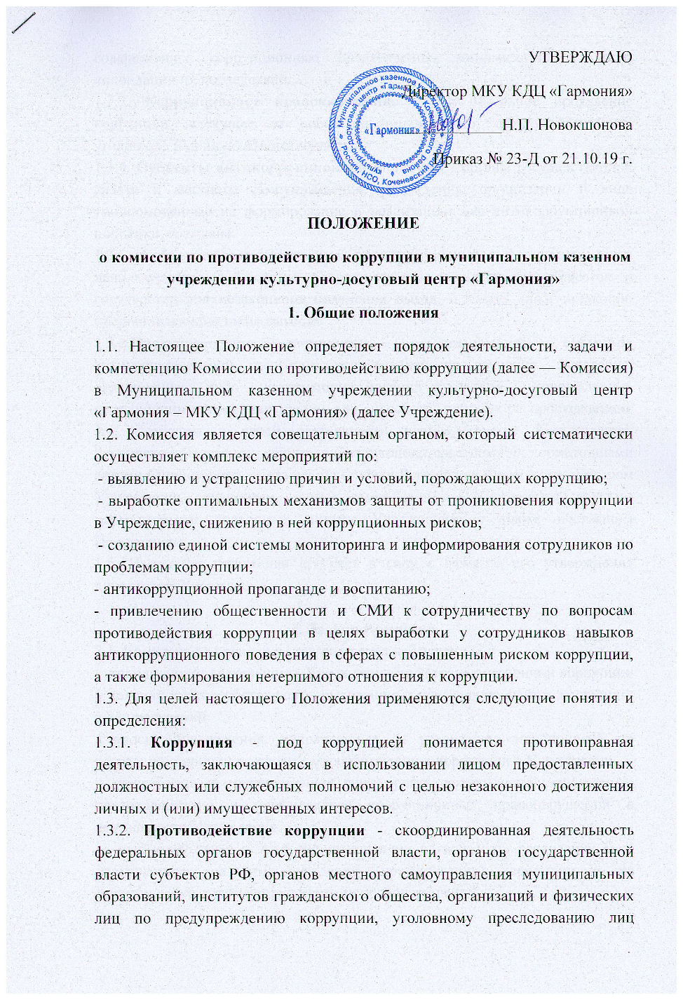 УТВЕРЖДАЮ
Директор МКУ КДЦ «Гармония»
Н.П. Новокшонова
Приказ № 23-Д от 21.10.19 г.
Муниципальное казенное учреждение
культурно-досуговый центр «Гармония» Коченевского района
Россия, НСО, Коченевский район
«Гармония»
ПОЛОЖЕНИЕ
о комиссии по противодействию коррупции в муниципальном казенном
учреждении культурно-досуговый центр «Гармония»
1. Общие положения
1.1. Настоящее Положение определяет порядок деятельности, задачи и
компетенцию Комиссии по противодействию коррупции (далее — Комиссия)
в Муниципальном казенном учреждении культурно-досуговый центр
«Гармония – МКУ КДЦ «Гармония» (далее Учреждение).
1.2. Комиссия является совещательным органом, который систематически
осуществляет комплекс мероприятий по:
- выявлению и устранению причин и условий, порождающих коррупцию;
- выработке оптимальных механизмов защиты от проникновения коррупции
в Учреждение, снижению в ней коррупционных рисков;
- созданию единой системы мониторинга и информирования сотрудников по
проблемам коррупции;
- антикоррупционной пропаганде и воспитанию;
- привлечению общественности и СМИ к сотрудничеству по вопросам
противодействия коррупции в целях выработки у сотрудников навыков
антикоррупционного поведения в сферах с повышенным риском коррупции,
а также формирования нетерпимого отношения к коррупции.
1.3. Для целей настоящего Положения применяются следующие понятия и
определения:
1.3.1. Коррупция - под коррупцией понимается противоправная
деятельность, заключающаяся в использовании лицом предоставленных
должностных или служебных полномочий с целью незаконного достижения
личных и (или) имущественных интересов.
1.3.2. Противодействие коррупции - скоординированная деятельность
федеральных органов государственной власти, органов государственной
власти субъектов РФ, органов местного самоуправления муниципальных
образований, институтов гражданского общества, организаций и физических
лиц по предупреждению коррупции, уголовному преследованию лиц